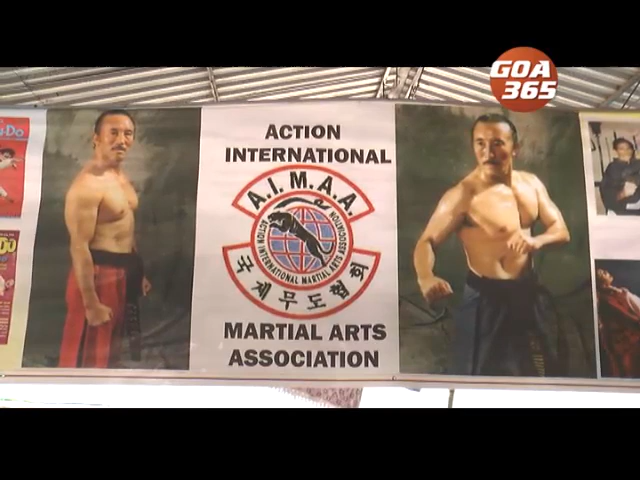 GOA
365
ACTION
INTERNATIONAL
A.I.M.A.A.
ACTION INTERNATIONAL MARTIAL ARTS ASSOCIATION
국제무도협회
MARTIAL ARTS
ASSOCIATION